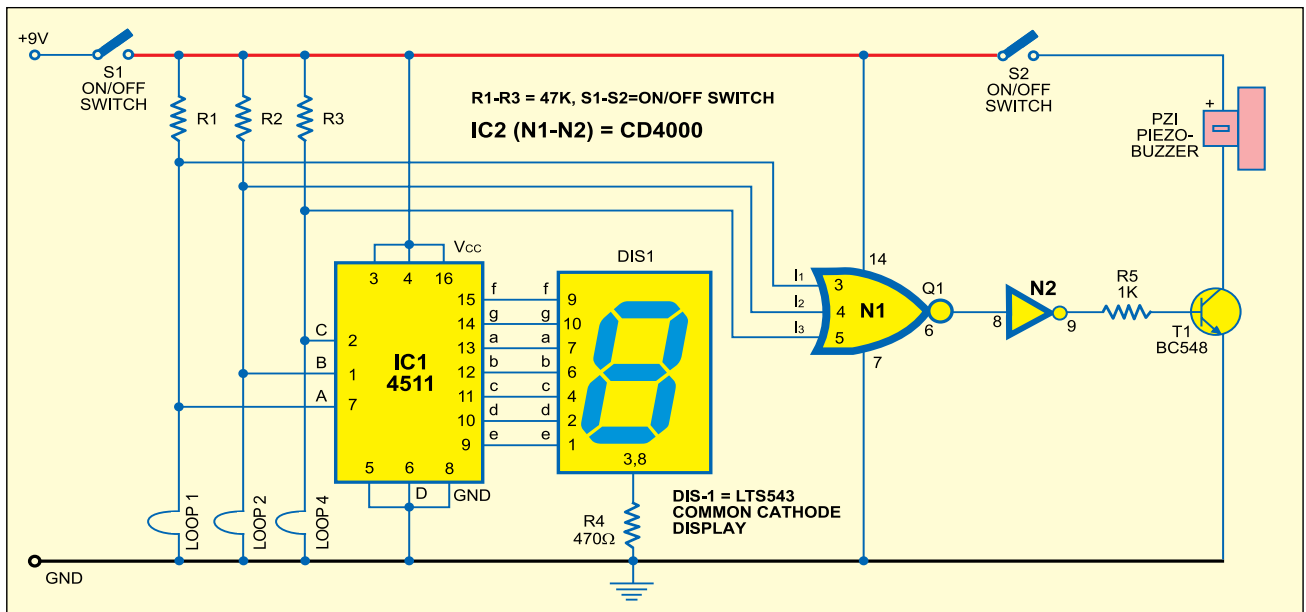 +9V
S1
ON/OFF
SWITCH
R1
R2
R3
R1-R3 = 47K, S1-S2=ON/OFF SWITCH
IC2 (N1-N2) = CD4000
S2
ON/OFF
SWITCH
+
PZI
PIEZO-
BUZZER
VCC
3 4 16
DIS1
C 2
B 1
A 7
IC1
4511
15 f f 9
14 g g 10
13 a a 7
12 b b 6
11 c c 4
10 d d 2
9 e e 1
5 6 8
D GND
3,8
14
I1 3
I2 4
I3 5
N1
Q1
6
7
N2
8
9
R5
1K
T1
BC548
LOOP 1
LOOP 2
LOOP 4
R4
470Ω
DIS-1 = LTS543
COMMON CATHODE
DISPLAY
GND